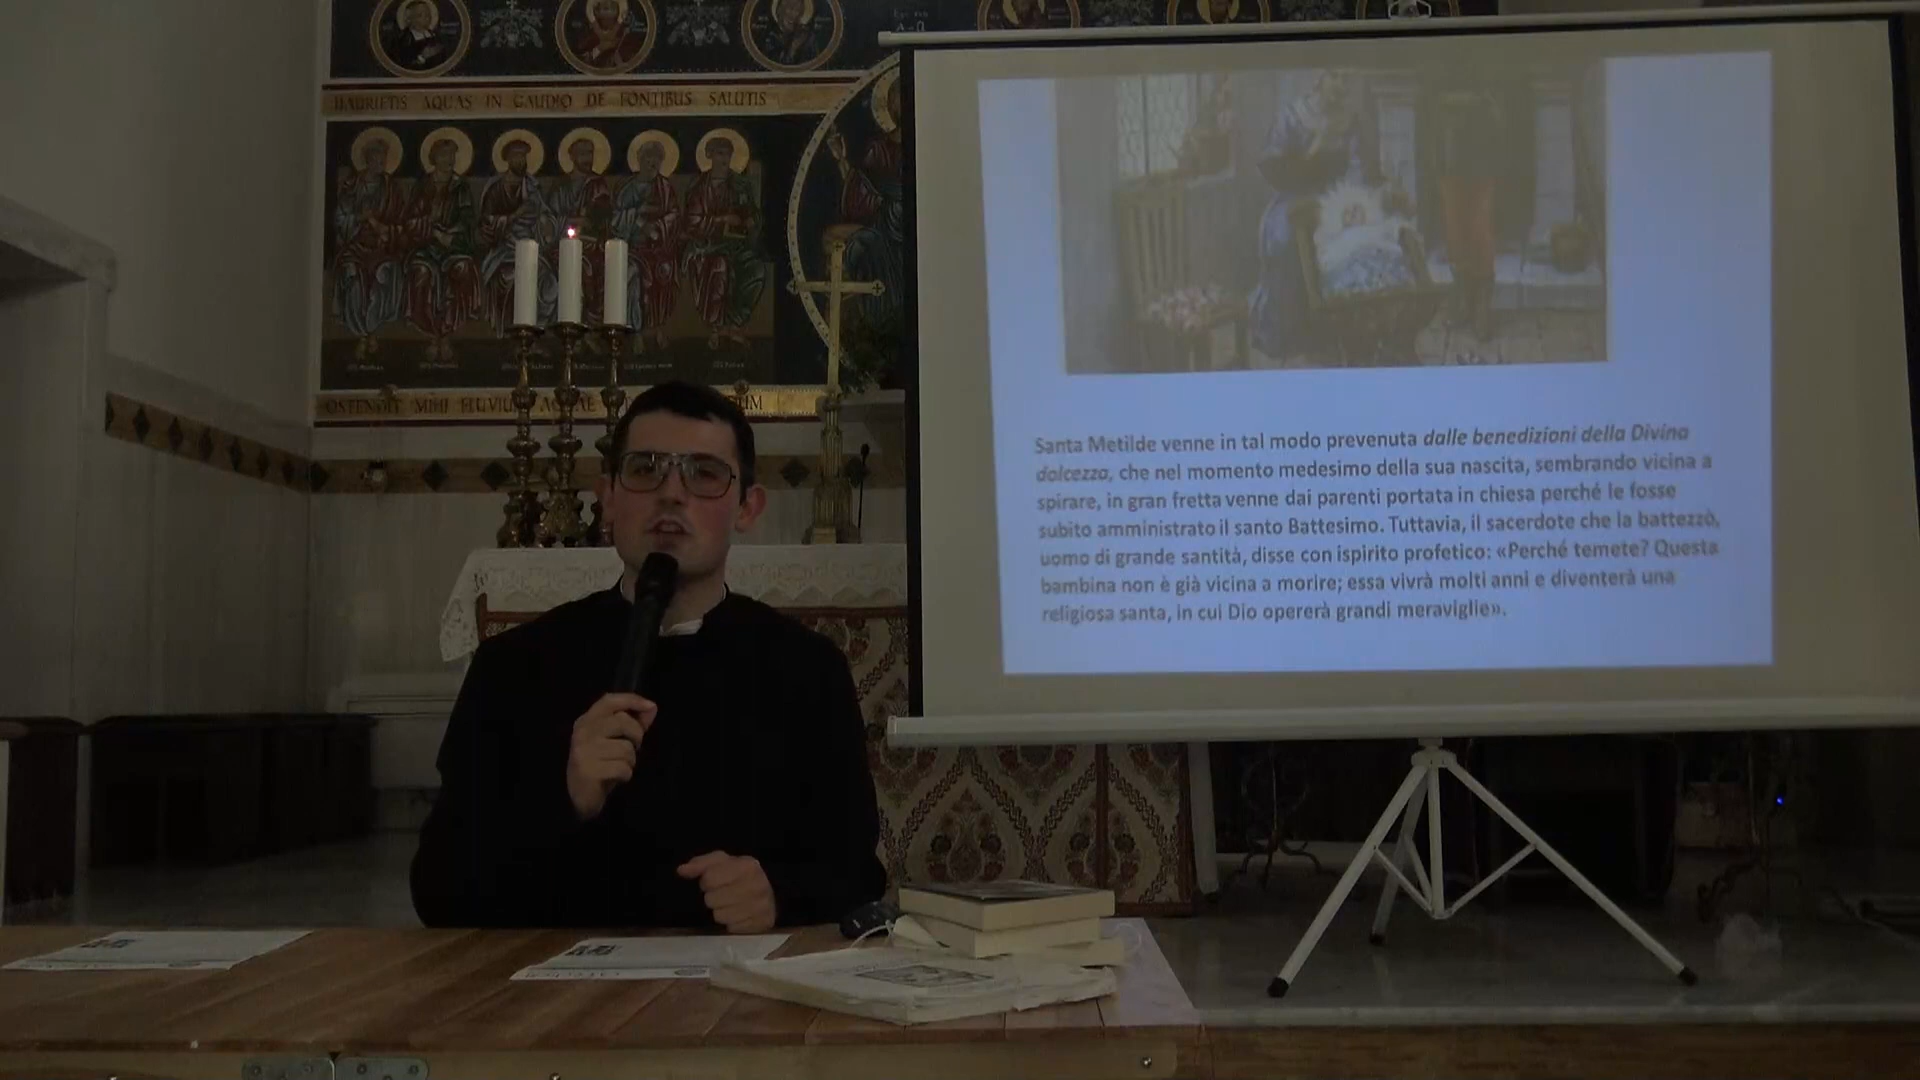 HAURIETIS AQUAS IN GAUDIO DE FONTIBUS SALUTIS
OSTENDIT MIHI FLUVIUM AQUAE
Santa Metilde venne in tal modo prevenuta dalle benedizioni della Divina
dolcezza, che nel momento medesimo della sua nascita, sembrando vicina a
spirare, in gran fretta venne dai parenti portata in chiesa perché le fosse
subito amministrato il santo Battesimo. Tuttavia, il sacerdote che la battezzò,
uomo di grande santità, disse con ispirito profetico: «Perché temete? Questa
bambina non è già vicina a morire; essa vivrà molti anni e diventerà una
religiosa santa, in cui Dio opererà grandi meraviglie».